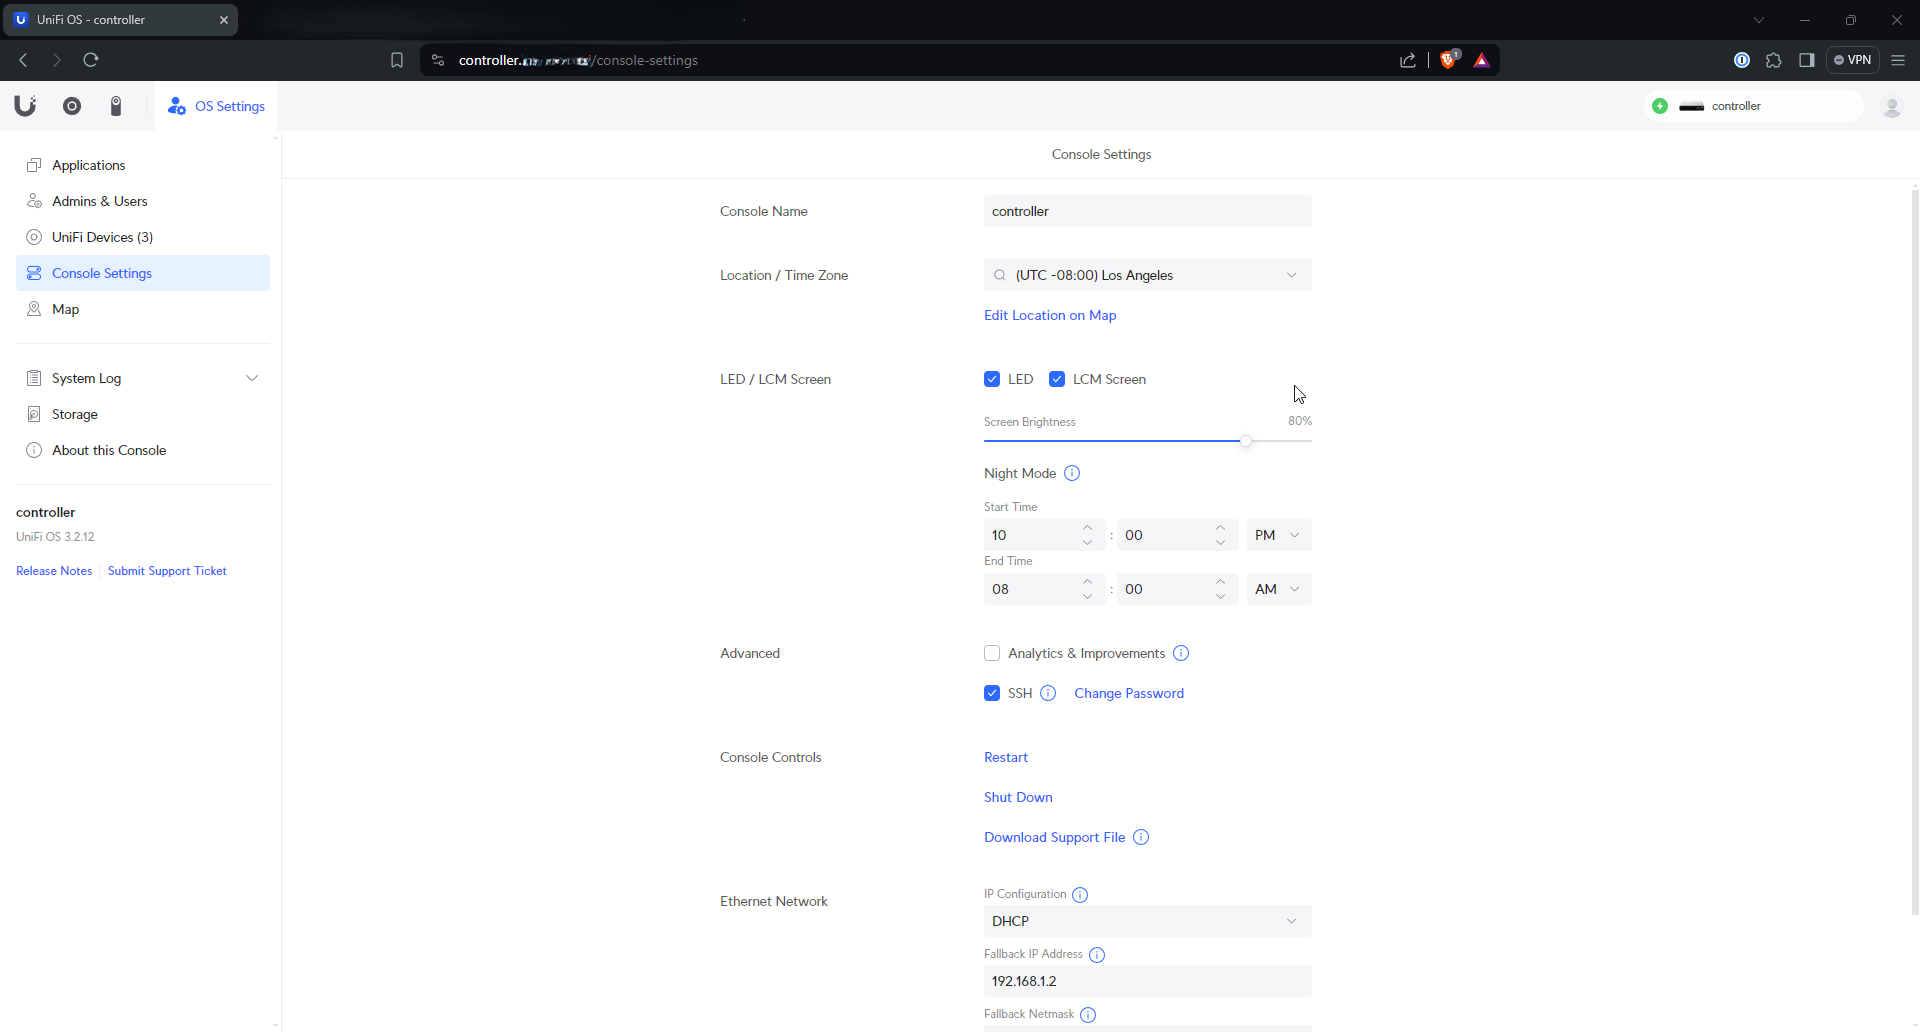 UniFi OS - controller
controller. /console-settings
1
VPN
OS Settings
controller
Applications
Admins & Users
UniFi Devices (3)
Console Settings
Map
System Log
Storage
About this Console
controller
UniFi OS 3.2.12
Release Notes
Submit Support Ticket
Console Settings
Console Name
controller
Location / Time Zone
(UTC -08:00) Los Angeles
Edit Location on Map
LED / LCM Screen
LED
LCM Screen
Screen Brightness
80%
Night Mode
Start Time
10 : 00 PM
End Time
08 : 00 AM
Advanced
Analytics & Improvements
SSH
Change Password
Console Controls
Restart
Shut Down
Download Support File
Ethernet Network
IP Configuration
DHCP
Fallback IP Address
192.168.1.2
Fallback Netmask